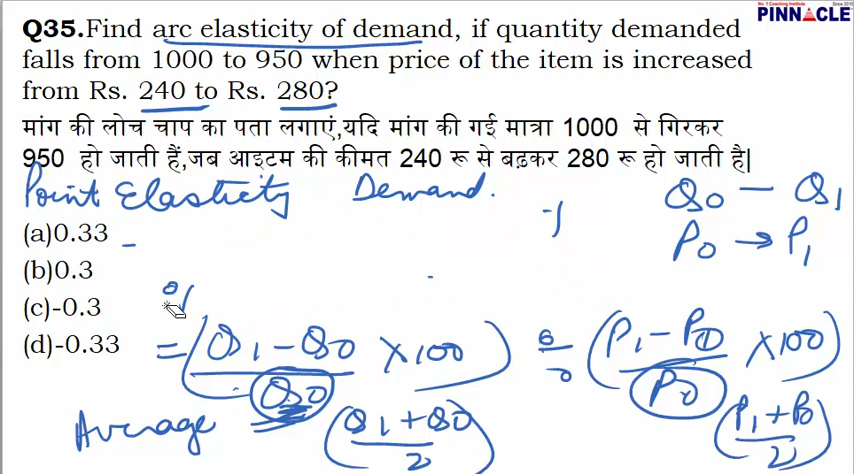 No. 1 Coaching Institute Since 2010
PINNACLE
Q35.Find arc elasticity of demand, if quantity demanded
falls from 1000 to 950 when price of the item is increased
from Rs. 240 to Rs. 280?
मांग की लोच चाप का पता लगाएं,यदि मांग की गई मात्रा 1000 से गिरकर
950 हो जाती हैं,जब आइटम की कीमत 240 रू से बढ़कर 280 रू हो जाती है|
Point Elasticity Demand. Q0 — Q1
P0 → P1
(a)0.33
(b)0.3
(c)-0.3
(d)-0.33
= (Q1 - Q0 / Q0 × 100) ÷ (P1 - P0 / P0 × 100)
Average (Q1 + Q0 / 2) (P1 + P0 / 2)